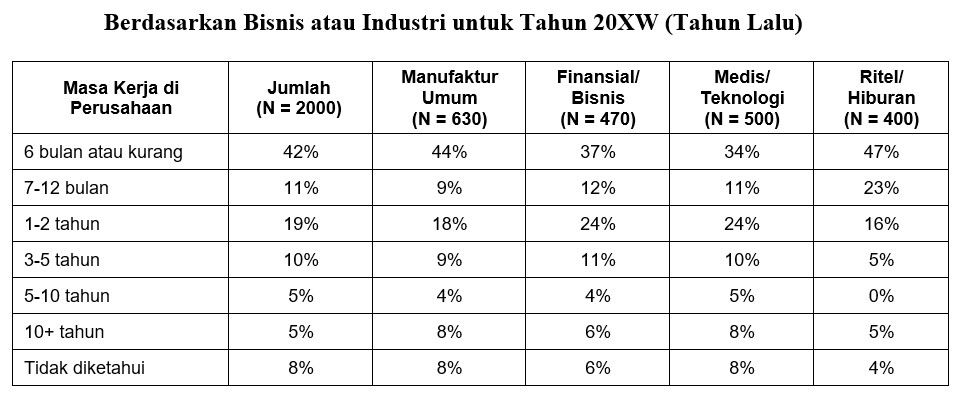 Berdasarkan Bisnis atau Industri untuk Tahun 20XW (Tahun Lalu)
Masa Kerja di Perusahaan | Jumlah (N = 2000) | Manufaktur Umum (N = 630) | Finansial/ Bisnis (N = 470) | Medis/ Teknologi (N = 500) | Ritel/ Hiburan (N = 400)
6 bulan atau kurang | 42% | 44% | 37% | 34% | 47%
7-12 bulan | 11% | 9% | 12% | 11% | 23%
1-2 tahun | 19% | 18% | 24% | 24% | 16%
3-5 tahun | 10% | 9% | 11% | 10% | 5%
5-10 tahun | 5% | 4% | 4% | 5% | 0%
10+ tahun | 5% | 8% | 6% | 8% | 5%
Tidak diketahui | 8% | 8% | 6% | 8% | 4%